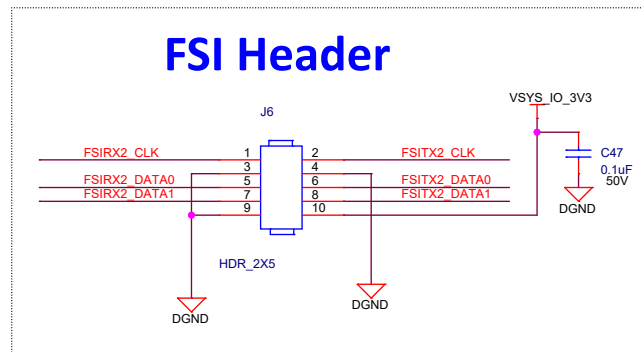 FSI Header
J6
VSYS_IO_3V3
FSIRX2_CLK 1 2 FSITX2_CLK
3 4
FSIRX2_DATA0 5 6 FSITX2_DATA0
FSIRX2_DATA1 7 8 FSITX2_DATA1
9 10
C47
0.1uF
50V
DGND
HDR_2X5
DGND
DGND